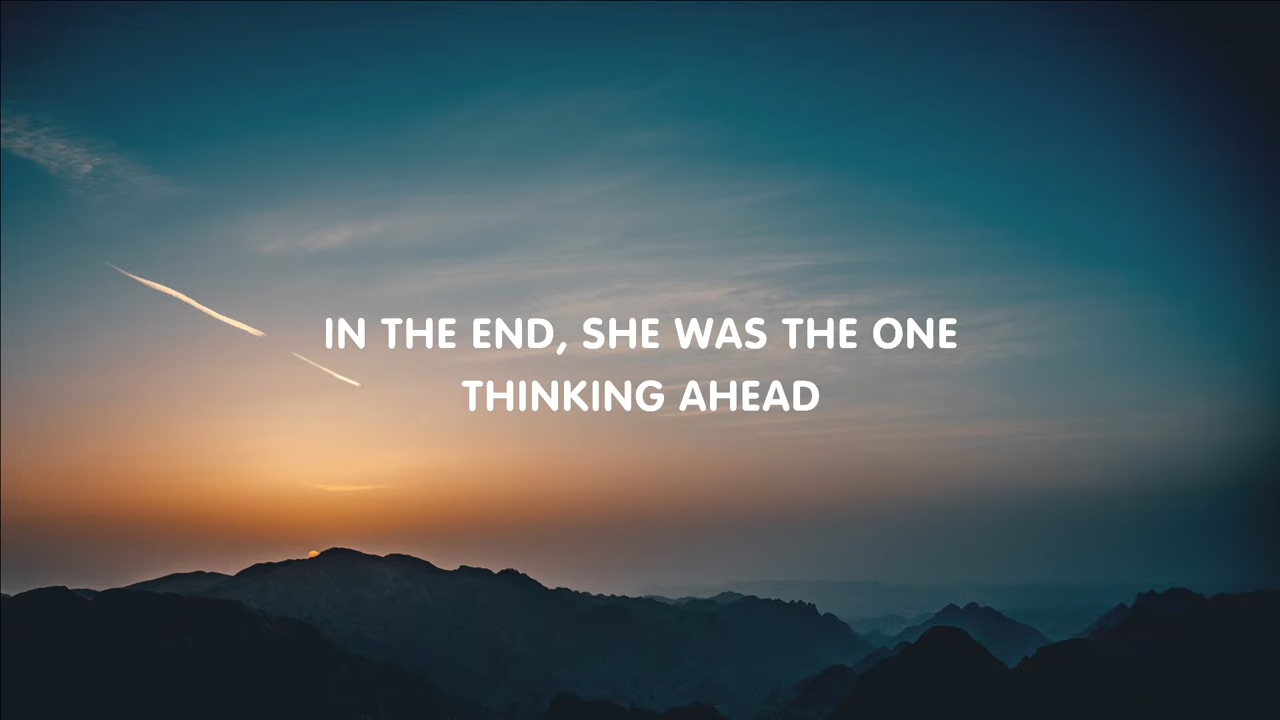 IN THE END, SHE WAS THE ONE
THINKING AHEAD